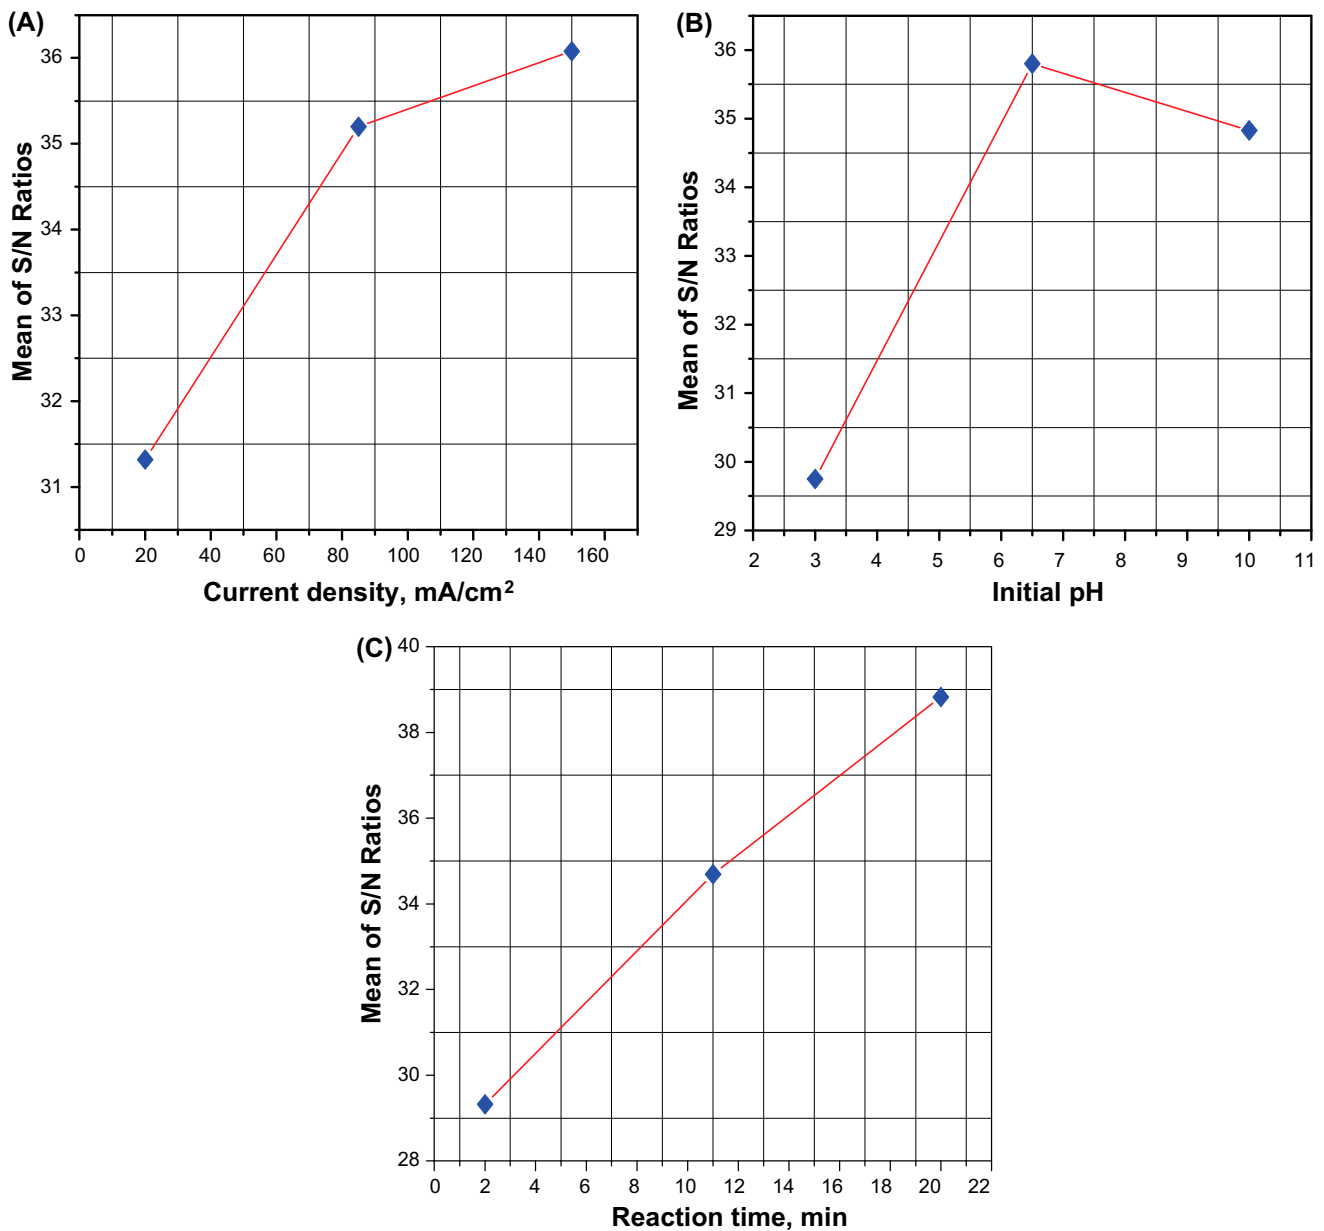 (A)
Mean of S/N Ratios
36
35
34
33
32
31
0 20 40 60 80 100 120 140 160
Current density, mA/cm²
(B)
Mean of S/N Ratios
36
35
34
33
32
31
30
29
2 3 4 5 6 7 8 9 10 11
Initial pH
(C)
Mean of S/N Ratios
40
38
36
34
32
30
28
0 2 4 6 8 10 12 14 16 18 20 22
Reaction time, min